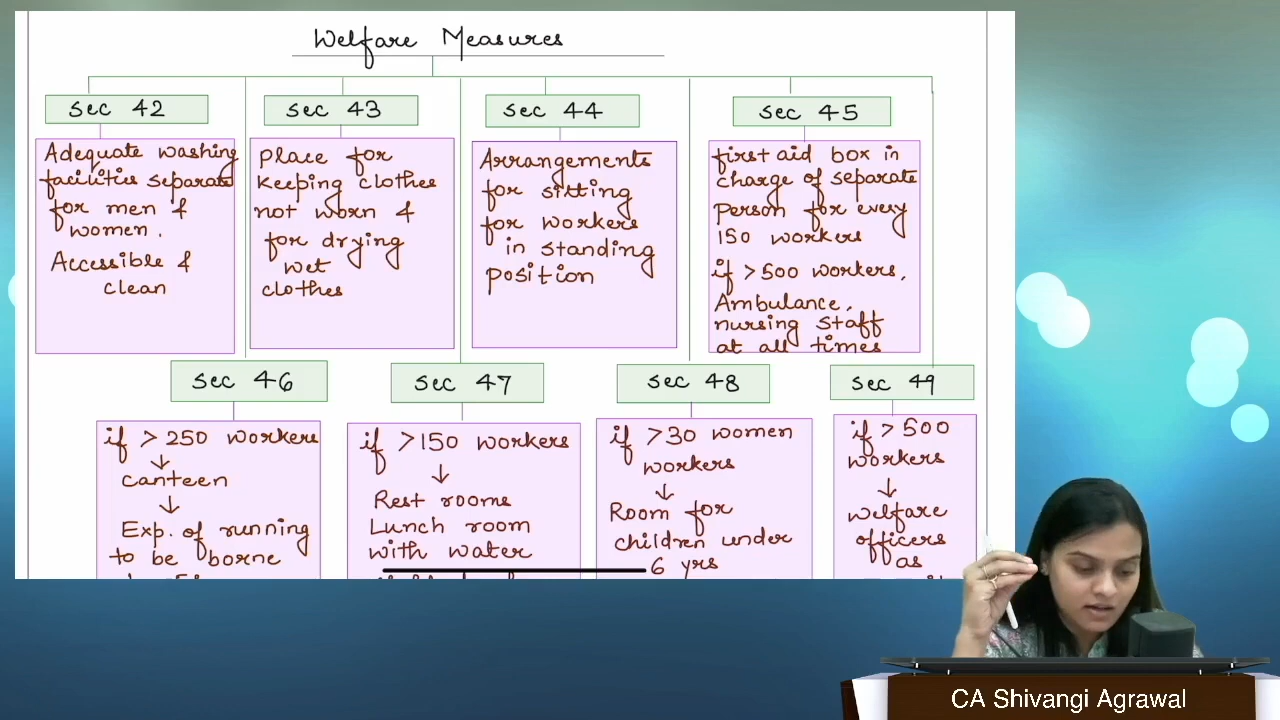 Welfare Measures
sec 42
Adequate washing
facilities separate
for men &
women.
Accessible &
clean
sec 43
Place for
keeping clothes
not worn &
for drying
wet
clothes
sec 44
Arrangements
for sitting
for workers
in standing
position
sec 45
first aid box in
charge of separate
person for every
150 workers
if >500 workers,
Ambulance,
nursing staff
at all times
sec 46
if > 250 workers
↓
canteen
↓
Exp. of running
to be borne
sec 47
if >150 workers
↓
Rest rooms
Lunch room
with water
sec 48
if >30 women
workers
↓
Room for
children under
6 yrs
sec 49
if > 500
workers
↓
welfare
officers
as
CA Shivangi Agrawal